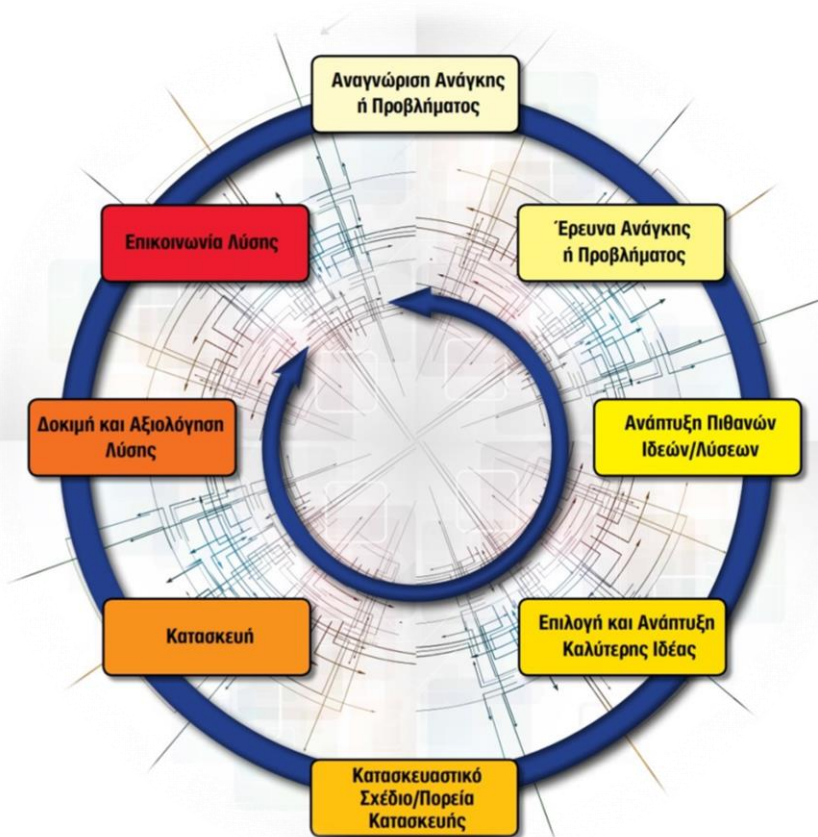 Αναγνώριση Ανάγκης
ή Προβλήματος
Έρευνα Ανάγκης
ή Προβλήματος
Ανάπτυξη Πιθανών
Ιδεών/Λύσεων
Επιλογή και Ανάπτυξη
Καλύτερης Ιδέας
Κατασκευαστικό
Σχέδιο/Πορεία
Κατασκευής
Κατασκευή
Δοκιμή και Αξιολόγηση
Λύσης
Επικοινωνία Λύσης